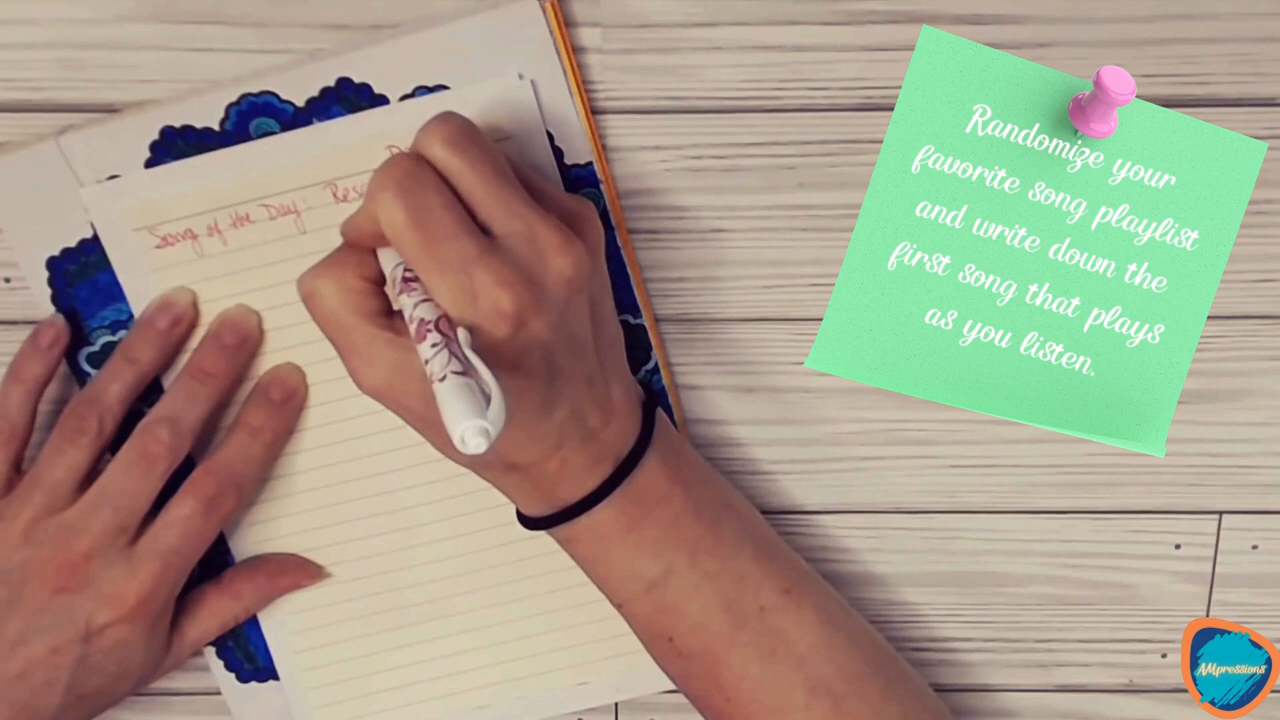 Song of the Day:
Randomize your
favorite song playlist
and write down the
first song that plays
as you listen.
AMpressions